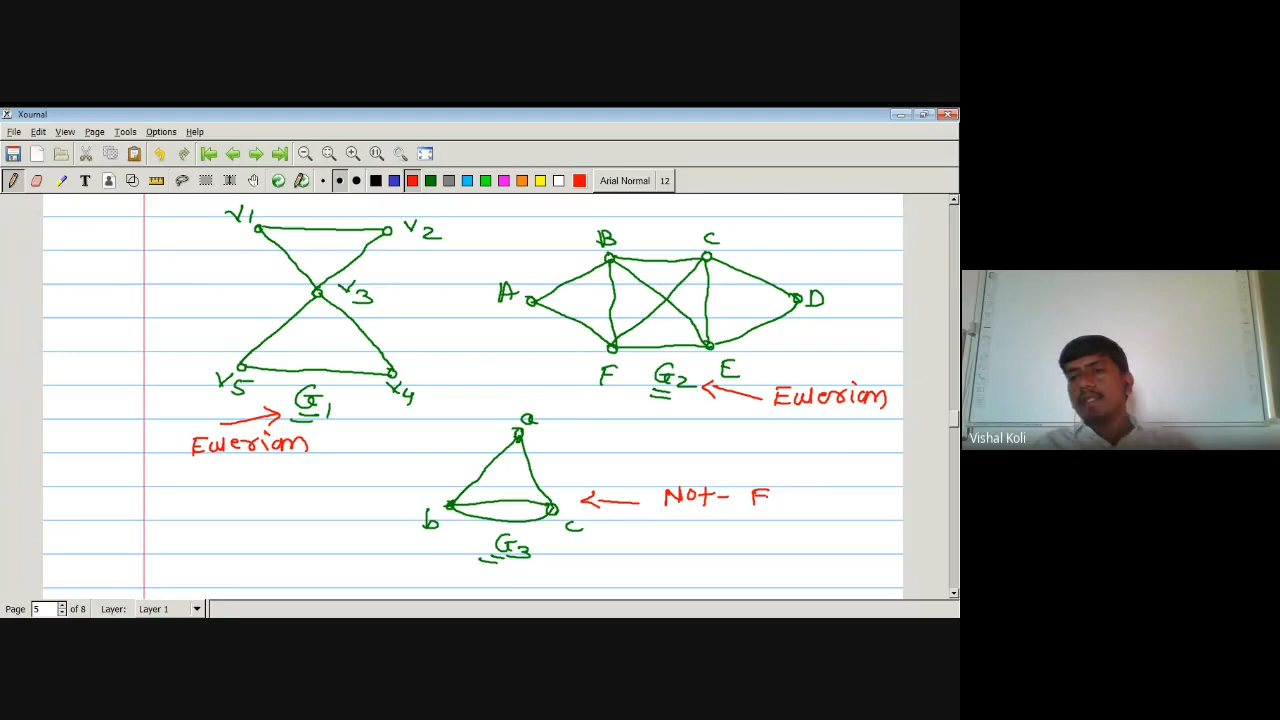 Xournal
File Edit View Page Tools Options Help
T
Arial Normal 12
V1
V2
V3
V5
V4
G1
Eulerian
B
C
A
D
F
E
G2
Eulerian
a
b
c
G3
Not- E
Page 5 of 8 Layer: Layer 1
Vishal Koli